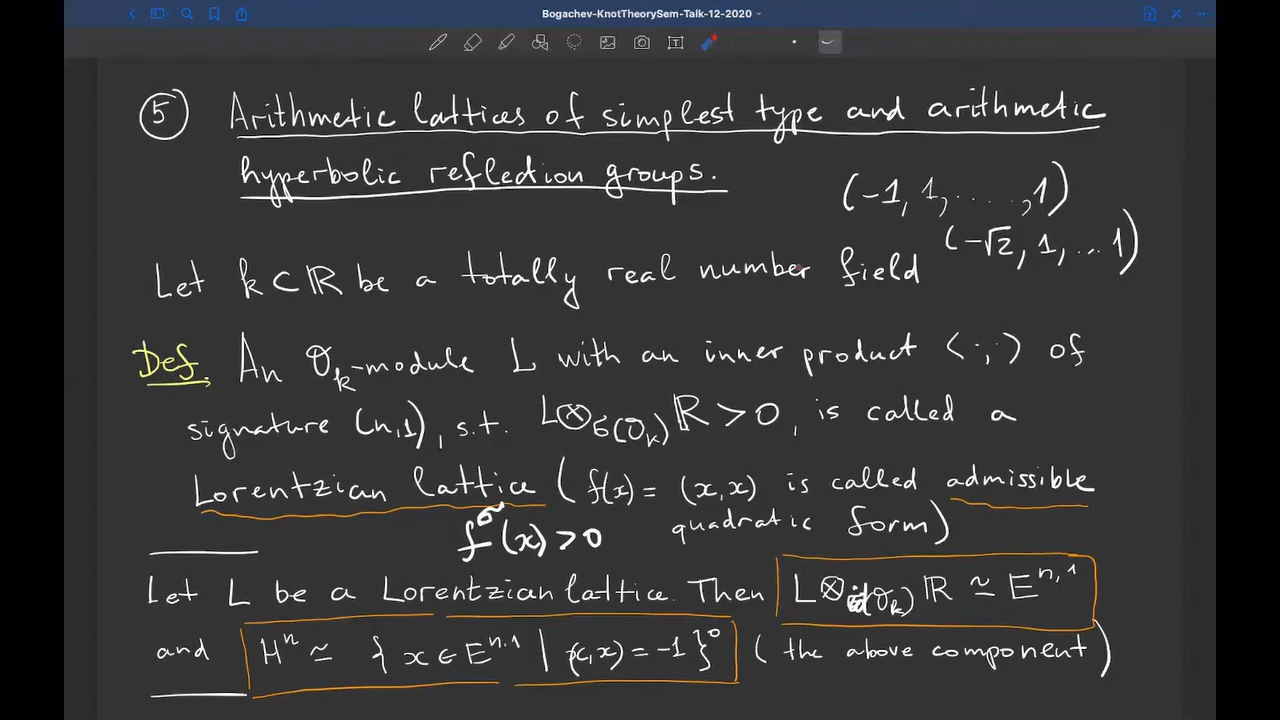 Bogachev-KnotTheorySem-Talk-12-2020
⑤ Arithmetic lattices of simplest type and arithmetic
hyperbolic reflection groups.
(-1, 1, ....., 1)
(-√2, 1, ... 1)
Let k ⊂ ℝ be a totally real number field
Def. An O_k-module L with an inner product <·,·> of
signature (n,1), s.t. L⊗_σ(O_k) ℝ > 0, is called a
Lorentzian lattice (f(x) = (x,x) is called admissible
f^σ(x) > 0 quadratic form)
Let L be a Lorentzian lattice. Then L⊗_id(O_k) ℝ ≃ E^n,1
and H^n ≃ { x ∈ E^n,1 | (x,x) = -1 }^0 (the above component)